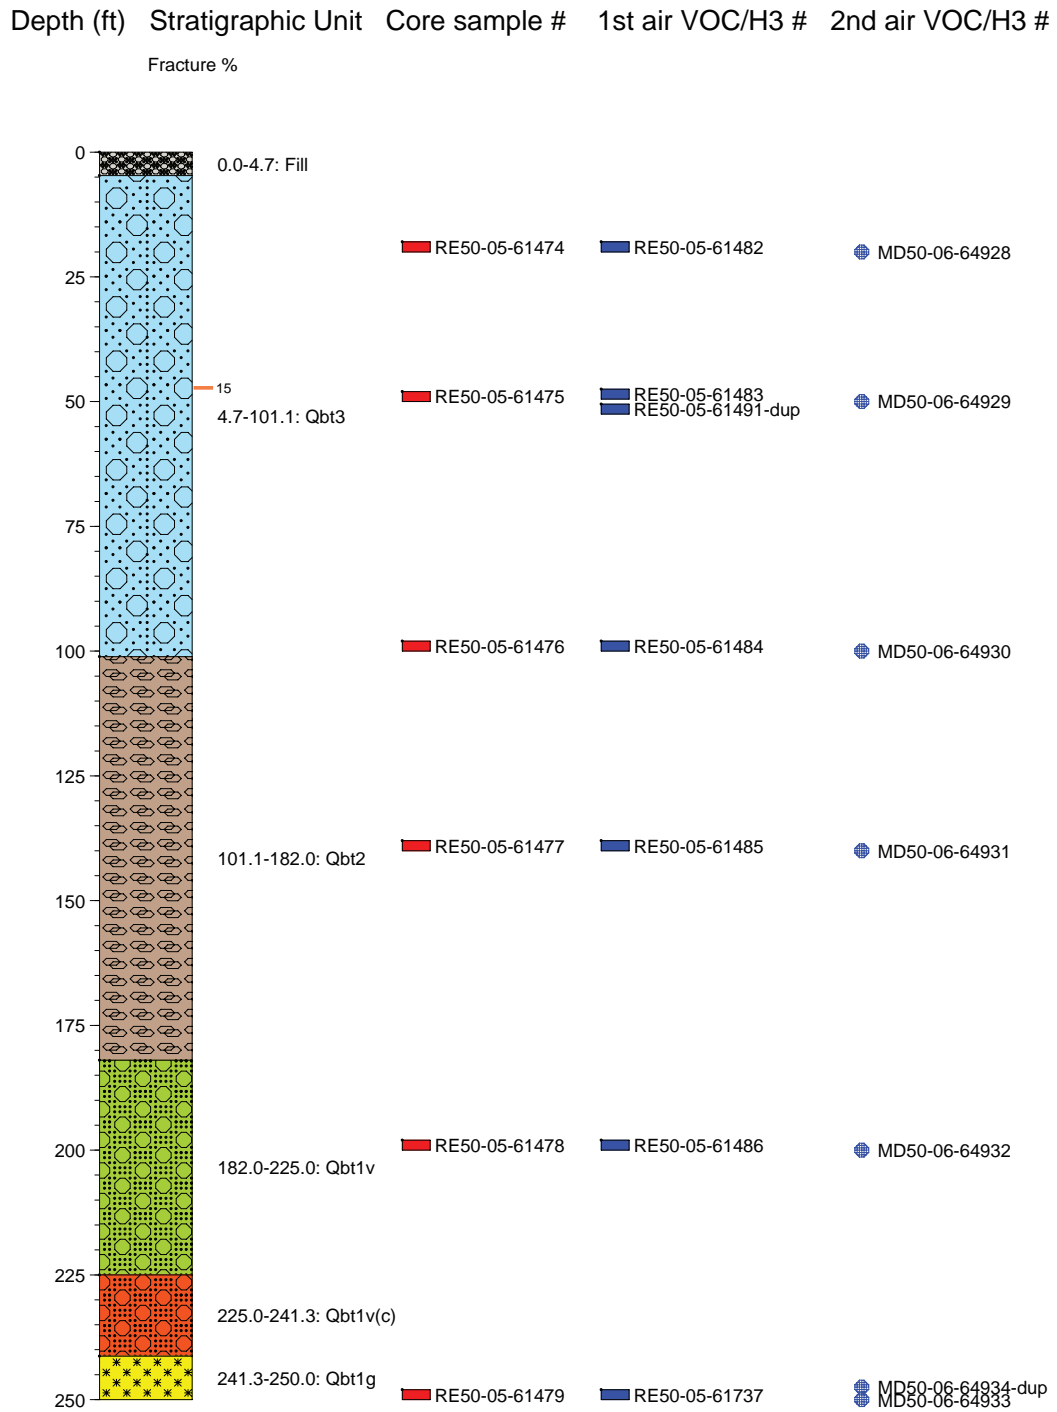 Depth (ft) Stratigraphic Unit Core sample # 1st air VOC/H3 # 2nd air VOC/H3 #
Fracture %
0
0.0-4.7: Fill
RE50-05-61474 RE50-05-61482 MD50-06-64928
25
15
50 RE50-05-61475 RE50-05-61483 MD50-06-64929
4.7-101.1: Qbt3 RE50-05-61491-dup
75
100 RE50-05-61476 RE50-05-61484 MD50-06-64930
125
RE50-05-61477 RE50-05-61485 MD50-06-64931
101.1-182.0: Qbt2
150
175
200 RE50-05-61478 RE50-05-61486 MD50-06-64932
182.0-225.0: Qbt1v
225
225.0-241.3: Qbt1v(c)
241.3-250.0: Qbt1g MD50-06-64934-dup
250 RE50-05-61479 RE50-05-61737 MD50-06-64933